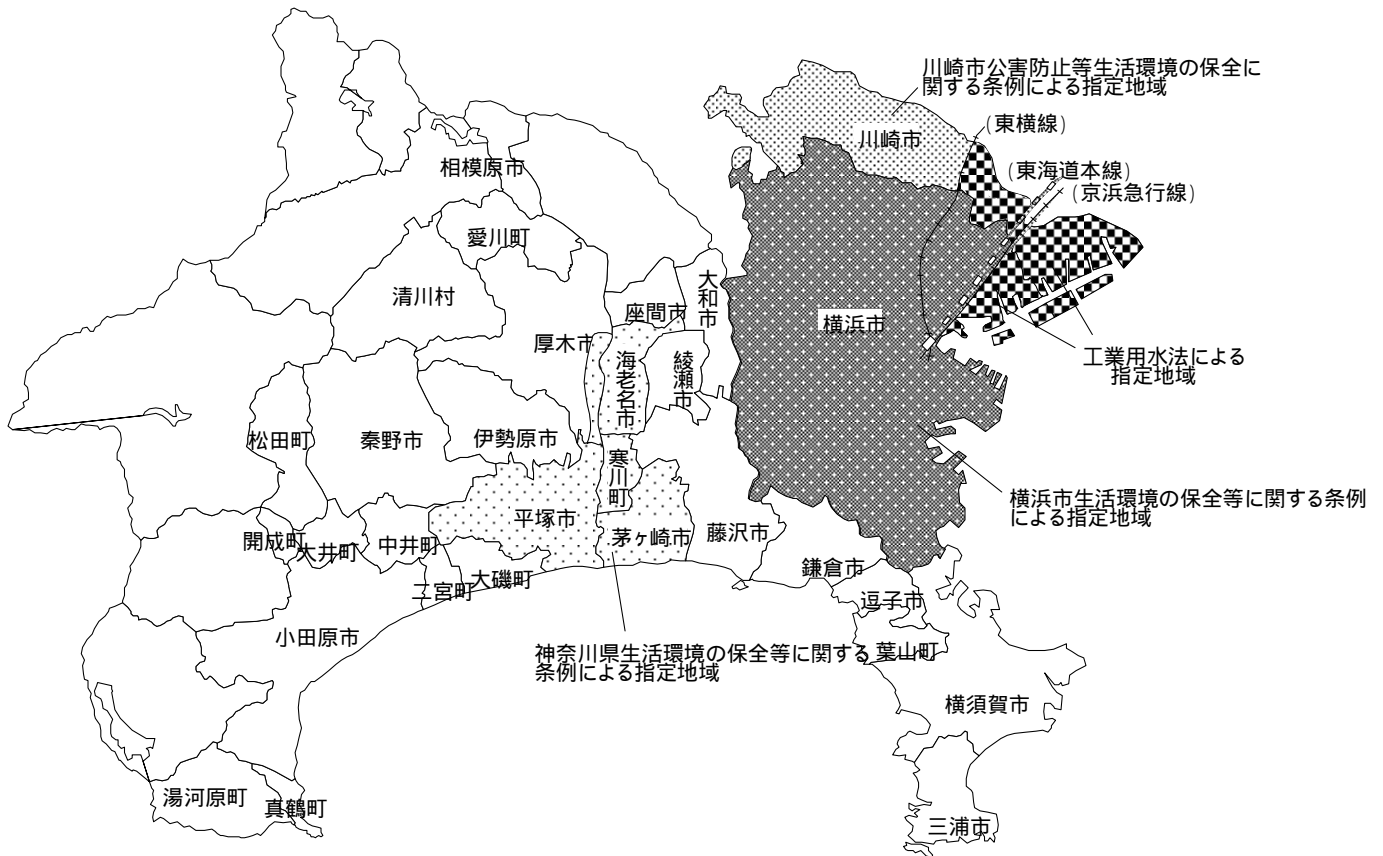 川崎市公害防止等生活環境の保全に
関する条例による指定地域
(東横線)
川崎市
(東海道本線)
(京浜急行線)
相模原市
愛川町
清川村
大和市
座間市
横浜市
厚木市
海老名市
綾瀬市
工業用水法による
指定地域
松田町
秦野市
伊勢原市
寒川町
横浜市生活環境の保全等に関する条例
による指定地域
平塚市
茅ヶ崎市
藤沢市
開成町
大井町
中井町
鎌倉市
二宮町
大磯町
逗子市
小田原市
葉山町
神奈川県生活環境の保全等に関する
条例による指定地域
横須賀市
湯河原町
真鶴町
三浦市